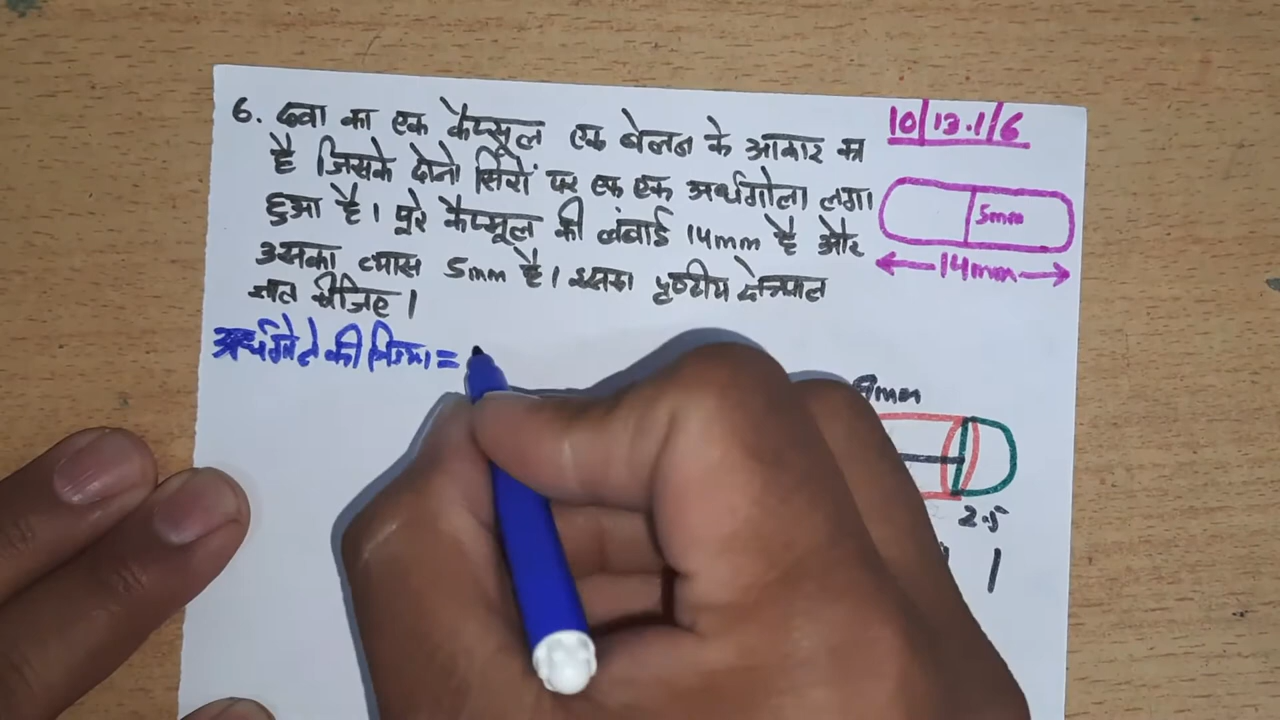 6. दवा का एक कैप्सूल एक बेलन के आकार का
है जिसके दोनो सिरों पर एक एक अर्धगोला लगा
हुआ है। पूरे कैप्सूल की लंबाई 14mm है और
उसका व्यास 5mm है। इसका पृष्ठीय क्षेत्रफल
ज्ञात कीजिए।
10/13.1/6
5mm
14mm
अर्धगोले की त्रिज्या =
9mm
2.5